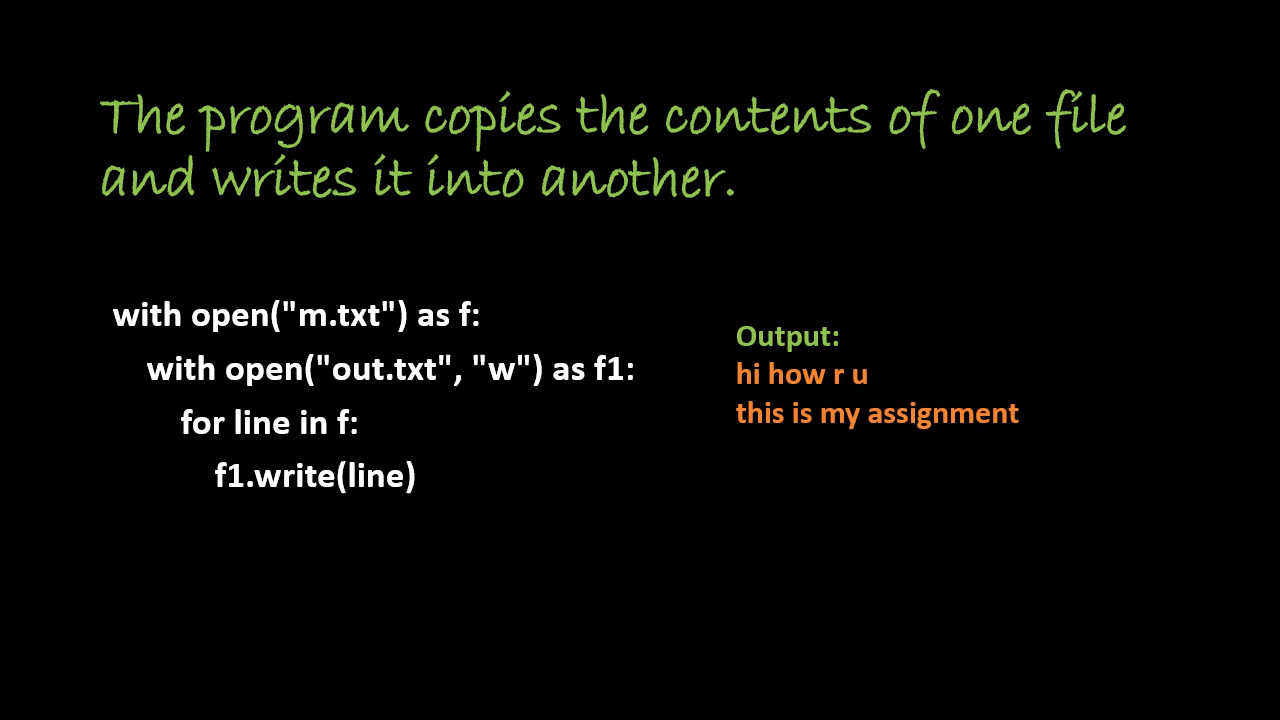 The program copies the contents of one file
and writes it into another.
with open("m.txt") as f:
with open("out.txt", "w") as f1:
for line in f:
f1.write(line)
Output:
hi how r u
this is my assignment